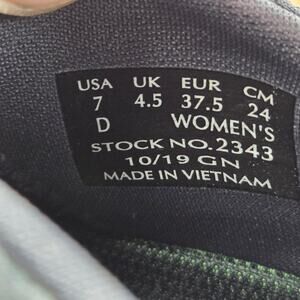 USA UK EUR CM
7 4.5 37.5 24
D WOMEN'S
STOCK NO.2343
10/19 GN
MADE IN VIETNAM